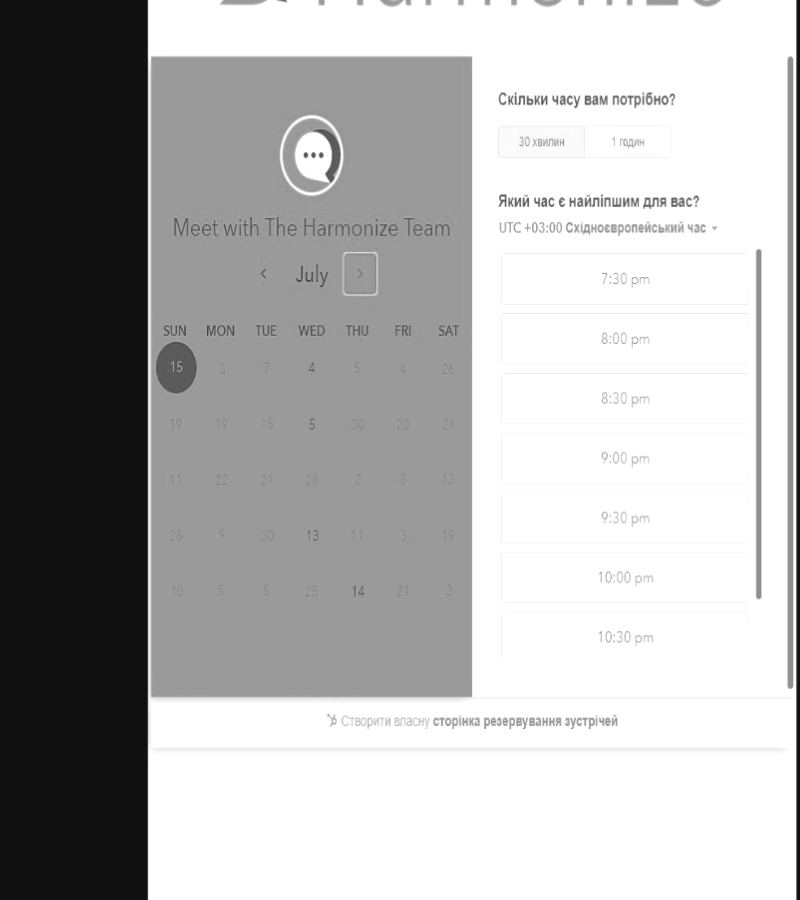 Harmonize
Meet with The Harmonize Team
July
SUN MON TUE WED THU FRI SAT
15 3 7 4 5 4 26
19 19 15 5 30 20 21
11 22 21 28 2 8 12
28 9 30 13 11 3 19
10 5 5 25 14 21 2
Скільки часу вам потрібно?
30 хвилин 1 годин
Який час є найліпшим для вас?
UTC +03:00 Східноєвропейський час
7:30 pm
8:00 pm
8:30 pm
9:00 pm
9:30 pm
10:00 pm
10:30 pm
Створити власну сторінка резервування зустрічей